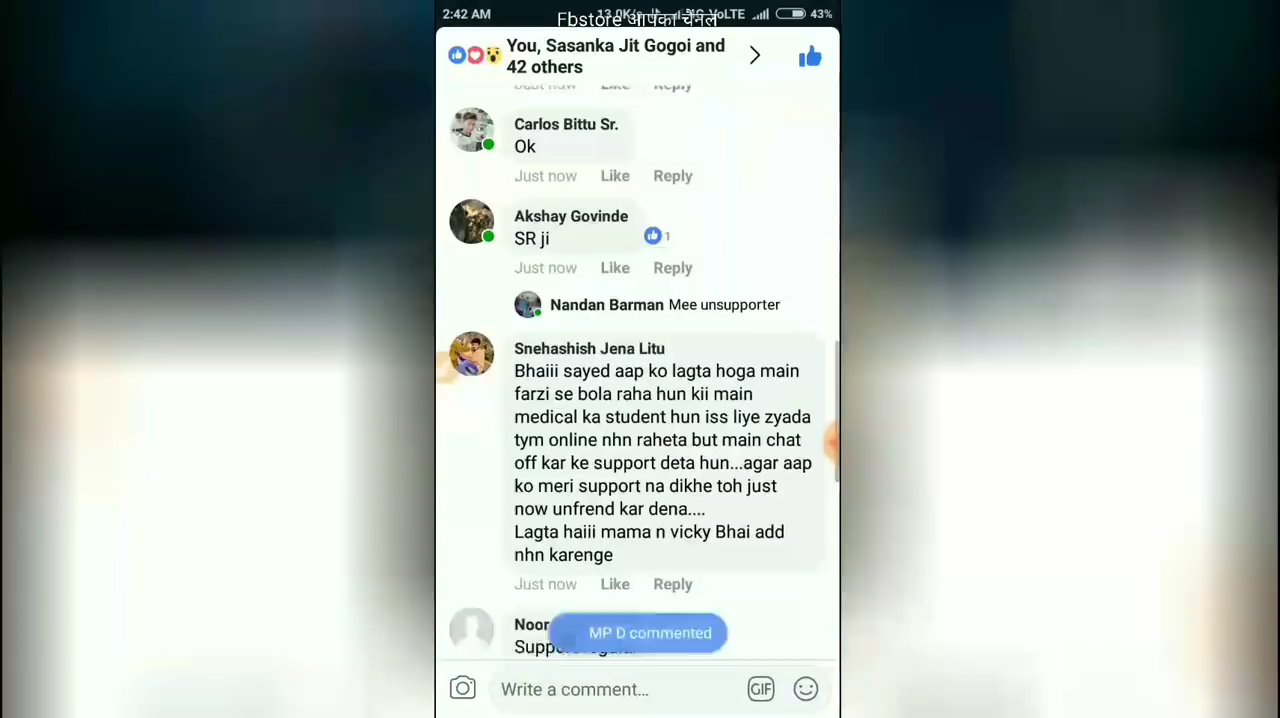 2:42 AM
Fbstore आपका चैनल
VoLTE
43%
You, Sasanka Jit Gogoi and
42 others
Just now Like Reply
Carlos Bittu Sr.
Ok
Just now Like Reply
Akshay Govinde
SR ji
1
Just now Like Reply
Nandan Barman Mee unsupporter
Snehashish Jena Litu
Bhaiii sayed aap ko lagta hoga main
farzi se bola raha hun kii main
medical ka student hun iss liye zyada
tym online nhn raheta but main chat
off kar ke support deta hun...agar aap
ko meri support na dikhe toh just
now unfrend kar dena....
Lagta haiii mama n vicky Bhai add
nhn karenge
Just now Like Reply
Noor
MP D commented
Write a comment...
GIF